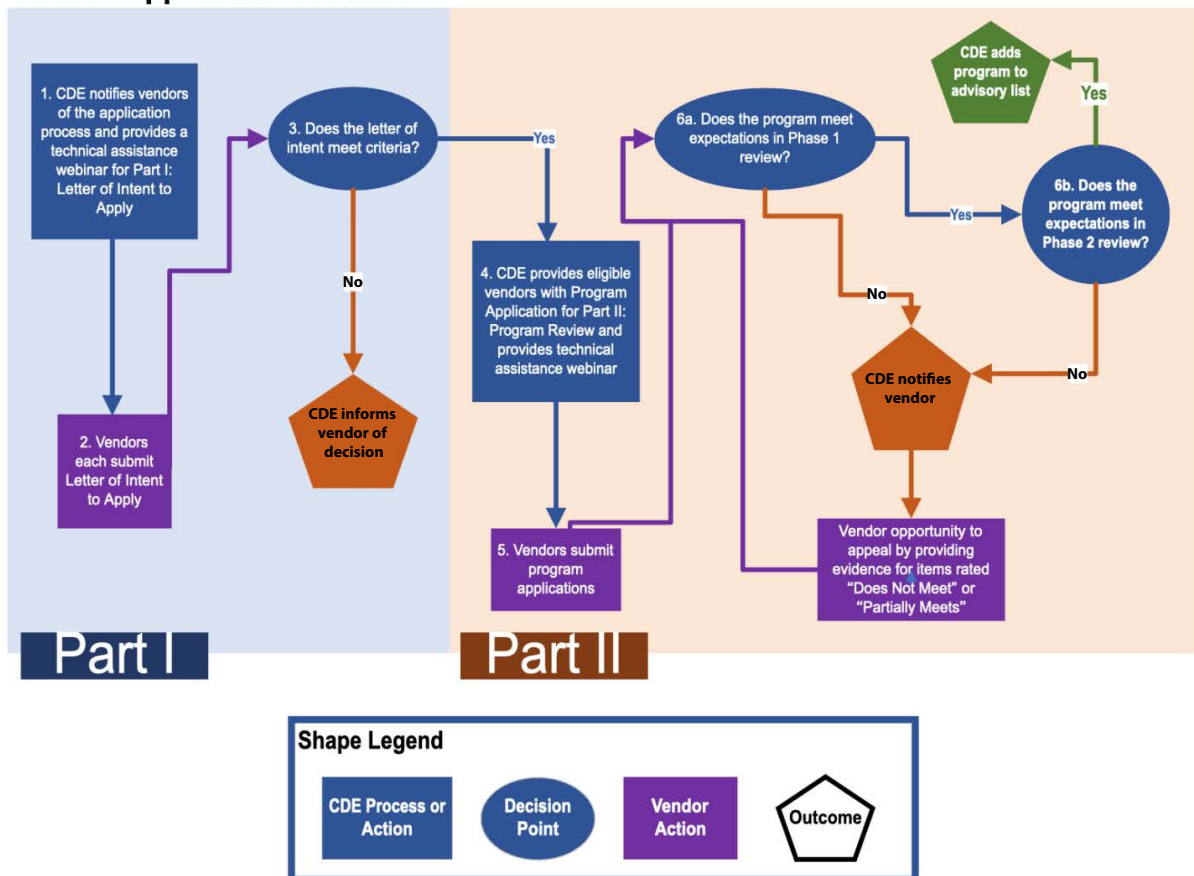 1. CDE notifies vendors
of the application
process and provides a
technical assistance
webinar for Part I:
Letter of Intent to
Apply
2. Vendors
each submit
Letter of Intent
to Apply
3. Does the letter of
intent meet criteria?
Yes
No
CDE informs
vendor of
decision
Part I
4. CDE provides eligible
vendors with Program
Application for Part II:
Program Review and
provides technical
assistance webinar
5. Vendors submit
program
applications
6a. Does the program meet
expectations in Phase 1
review?
Yes
No
6b. Does the
program meet
expectations in
Phase 2 review?
Yes
CDE adds
program to
advisory list
No
CDE notifies
vendor
Vendor opportunity to
appeal by providing
evidence for items rated
“Does Not Meet” or
“Partially Meets”
Part II
Shape Legend
CDE Process or
Action
Decision
Point
Vendor
Action
Outcome